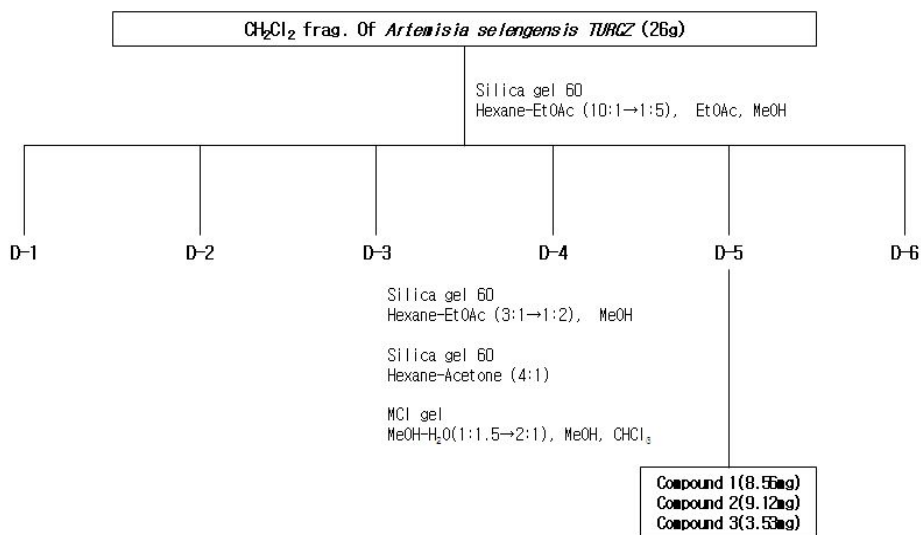 CH₂Cl₂ frag. Of Artemisia selengensis TURGZ (26g)
Silica gel 60
Hexane-EtOAc (10:1→1:5), EtOAc, MeOH
D-1 D-2 D-3 D-4 D-5 D-6
Silica gel 60
Hexane-EtOAc (3:1→1:2), MeOH
Silica gel 60
Hexane-Acetone (4:1)
MCI gel
MeOH-H₂O(1:1.5→2:1), MeOH, CHCl₃
Compound 1(8.56mg)
Compound 2(9.12mg)
Compound 3(3.53mg)